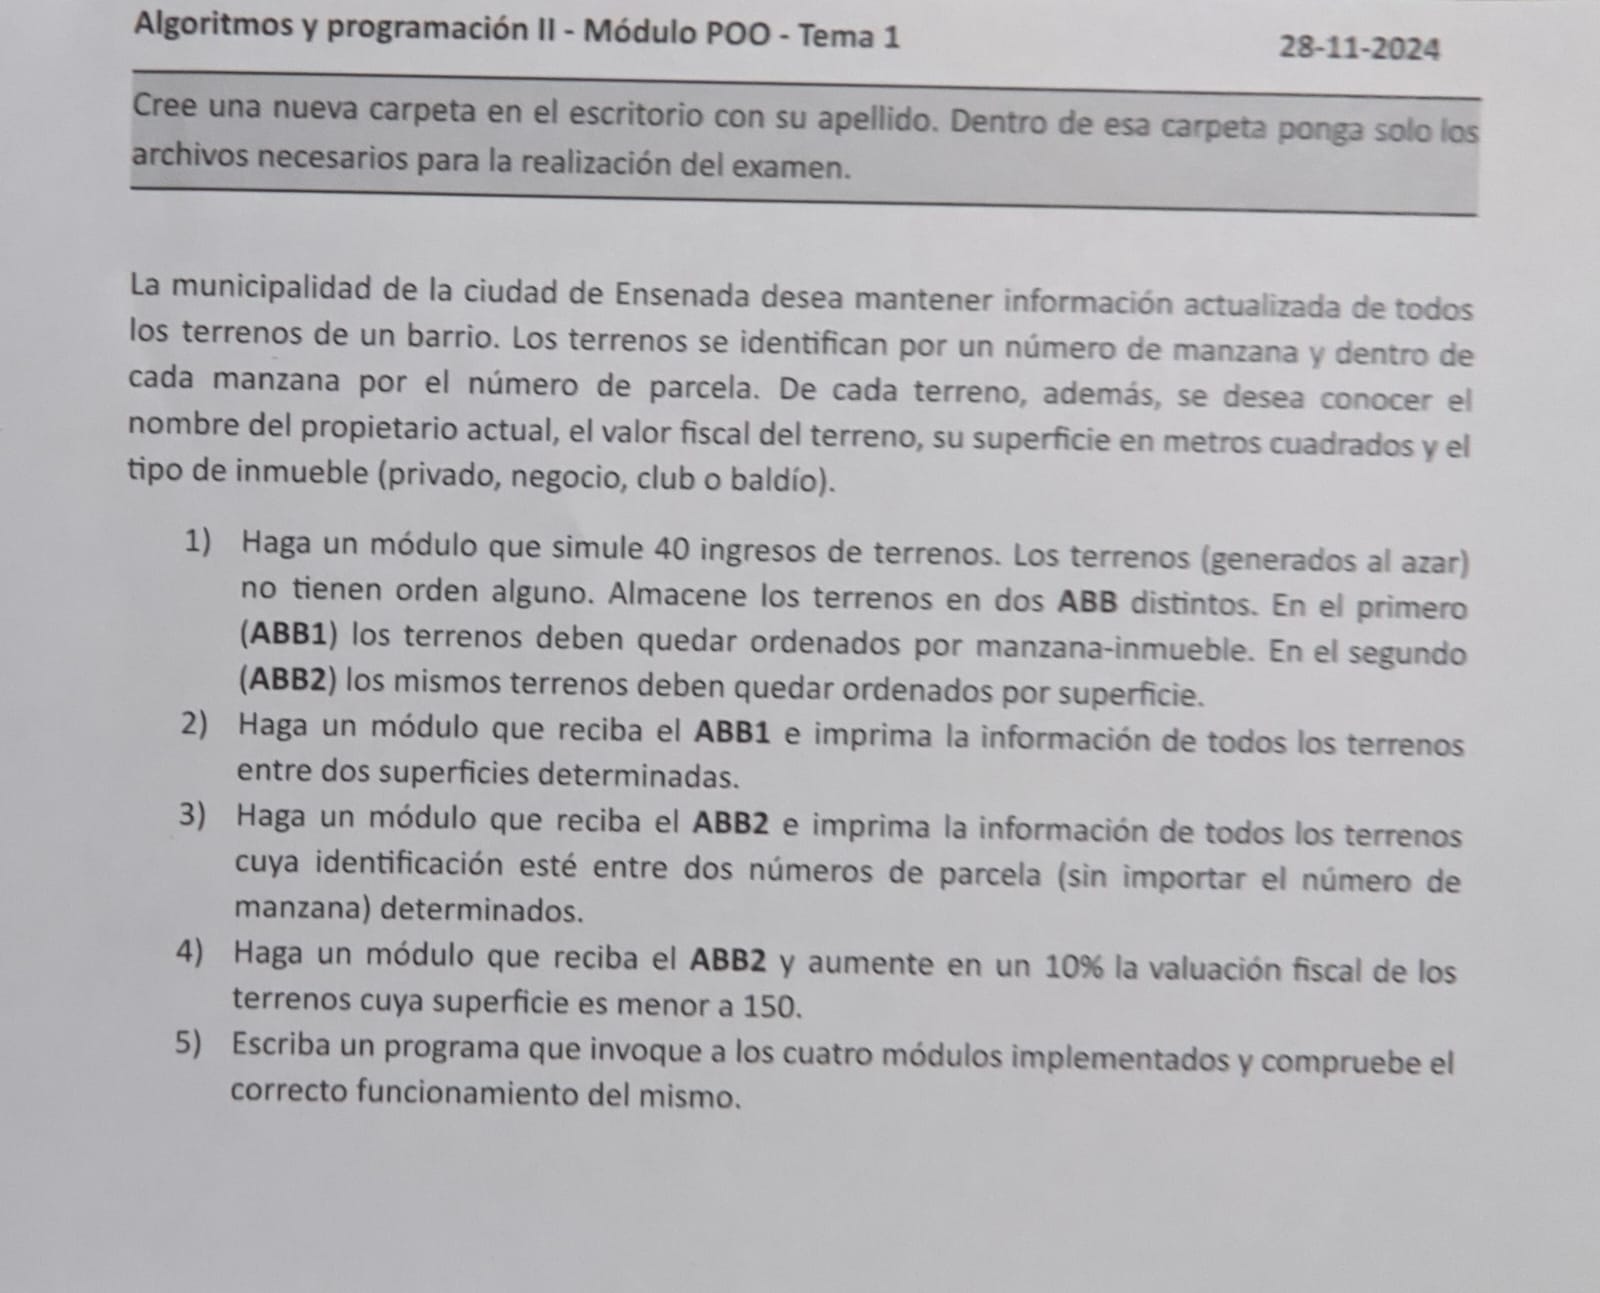 Algoritmos y programación II - Módulo POO - Tema 1
28-11-2024
Cree una nueva carpeta en el escritorio con su apellido. Dentro de esa carpeta ponga solo los
archivos necesarios para la realización del examen.
La municipalidad de la ciudad de Ensenada desea mantener información actualizada de todos
los terrenos de un barrio. Los terrenos se identifican por un número de manzana y dentro de
cada manzana por el número de parcela. De cada terreno, además, se desea conocer el
nombre del propietario actual, el valor fiscal del terreno, su superficie en metros cuadrados y el
tipo de inmueble (privado, negocio, club o baldío).
1) Haga un módulo que simule 40 ingresos de terrenos. Los terrenos (generados al azar)
no tienen orden alguno. Almacene los terrenos en dos ABB distintos. En el primero
(ABB1) los terrenos deben quedar ordenados por manzana-inmueble. En el segundo
(ABB2) los mismos terrenos deben quedar ordenados por superficie.
2) Haga un módulo que reciba el ABB1 e imprima la información de todos los terrenos
entre dos superficies determinadas.
3) Haga un módulo que reciba el ABB2 e imprima la información de todos los terrenos
cuya identificación esté entre dos números de parcela (sin importar el número de
manzana) determinados.
4) Haga un módulo que reciba el ABB2 y aumente en un 10% la valuación fiscal de los
terrenos cuya superficie es menor a 150.
5) Escriba un programa que invoque a los cuatro módulos implementados y compruebe el
correcto funcionamiento del mismo.